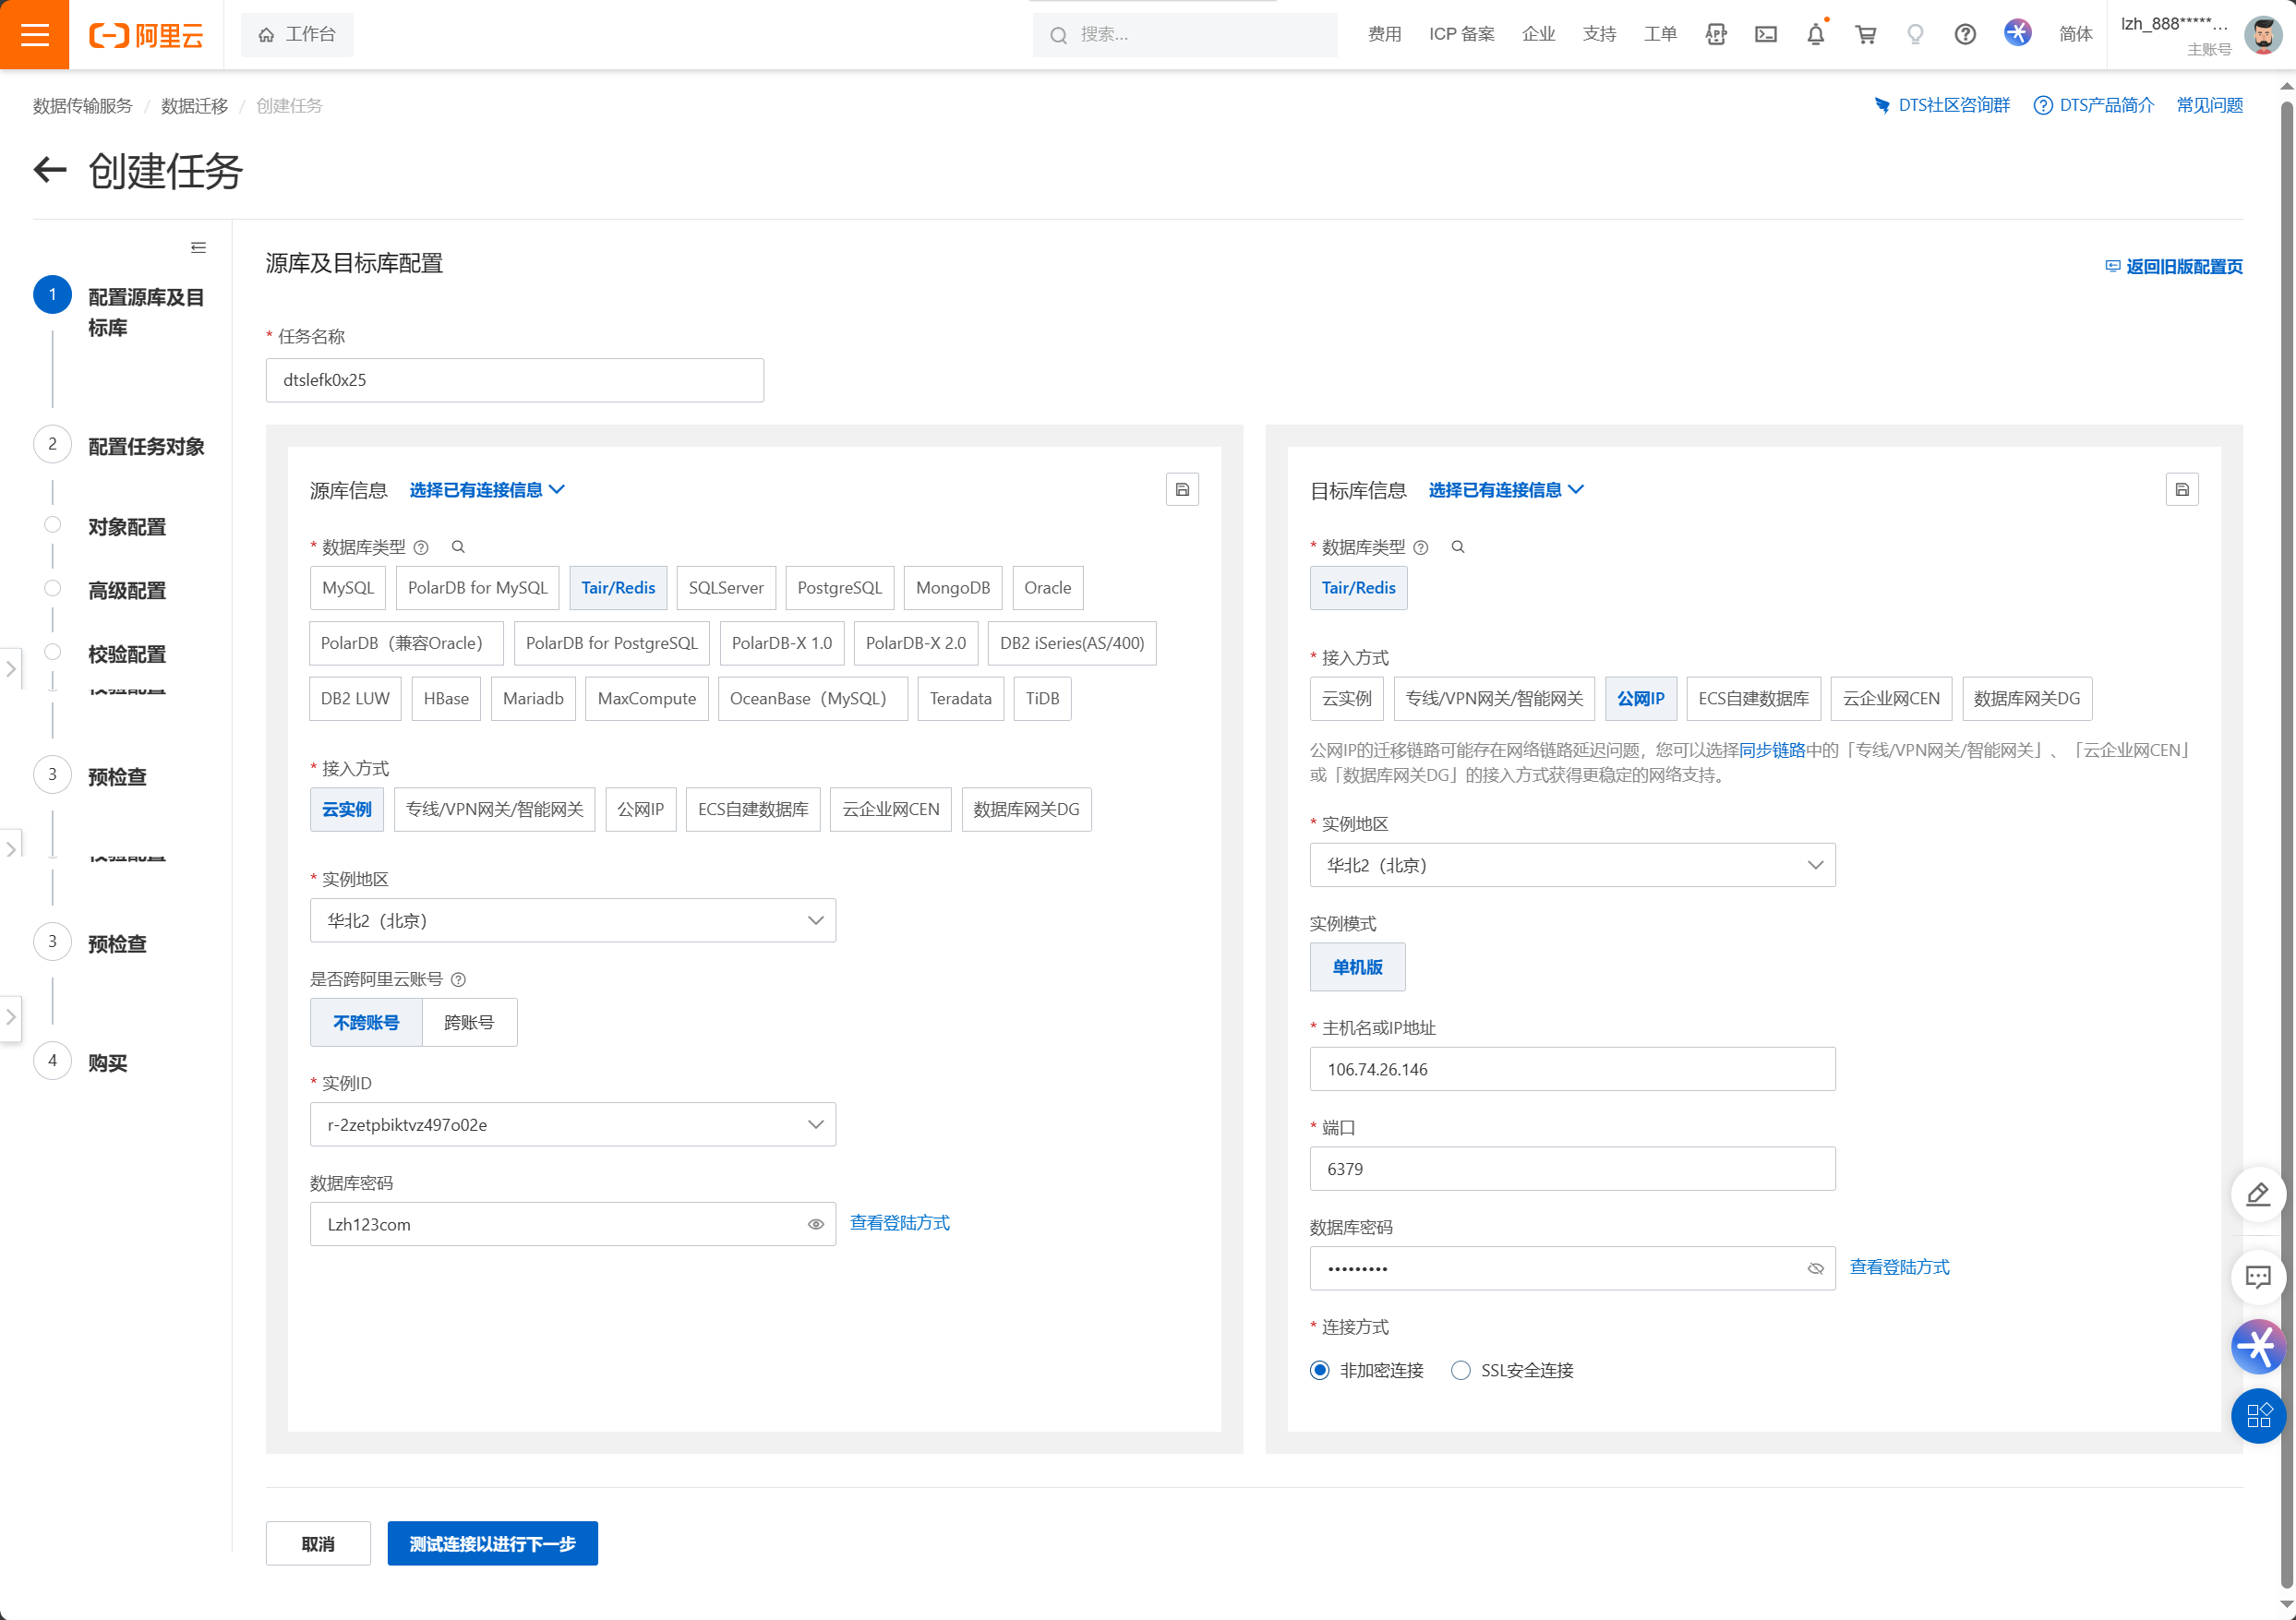 阿里云
工作台
搜索...
费用
ICP 备案
企业
支持
工单
简体
lzh_888*****...
主账号
数据传输服务 / 数据迁移 / 创建任务
DTS社区咨询群
DTS产品简介
常见问题
创建任务
1
配置源库及目
标库
2
配置任务对象
对象配置
高级配置
校验配置
3
预检查
3
预检查
4
购买
源库及目标库配置
返回旧版配置页
* 任务名称
dtslefk0x25
源库信息 选择已有连接信息
* 数据库类型
MySQL PolarDB for MySQL Tair/Redis SQLServer PostgreSQL MongoDB Oracle
PolarDB（兼容Oracle） PolarDB for PostgreSQL PolarDB-X 1.0 PolarDB-X 2.0 DB2 iSeries(AS/400)
DB2 LUW HBase Mariadb MaxCompute OceanBase（MySQL） Teradata TiDB
* 接入方式
云实例 专线/VPN网关/智能网关 公网IP ECS自建数据库 云企业网CEN 数据库网关DG
* 实例地区
华北2（北京）
是否跨阿里云账号
不跨账号 跨账号
* 实例ID
r-2zetpbiktvz497o02e
数据库密码
Lzh123com
查看登陆方式
目标库信息 选择已有连接信息
* 数据库类型
Tair/Redis
* 接入方式
云实例 专线/VPN网关/智能网关 公网IP ECS自建数据库 云企业网CEN 数据库网关DG
公网IP的迁移链路可能存在网络链路延迟问题，您可以选择同步链路中的「专线/VPN网关/智能网关」、「云企业网CEN」
或「数据库网关DG」的接入方式获得更稳定的网络支持。
* 实例地区
华北2（北京）
实例模式
单机版
* 主机名或IP地址
106.74.26.146
* 端口
6379
数据库密码
•••••••••
查看登陆方式
* 连接方式
非加密连接 SSL安全连接
取消
测试连接以进行下一步